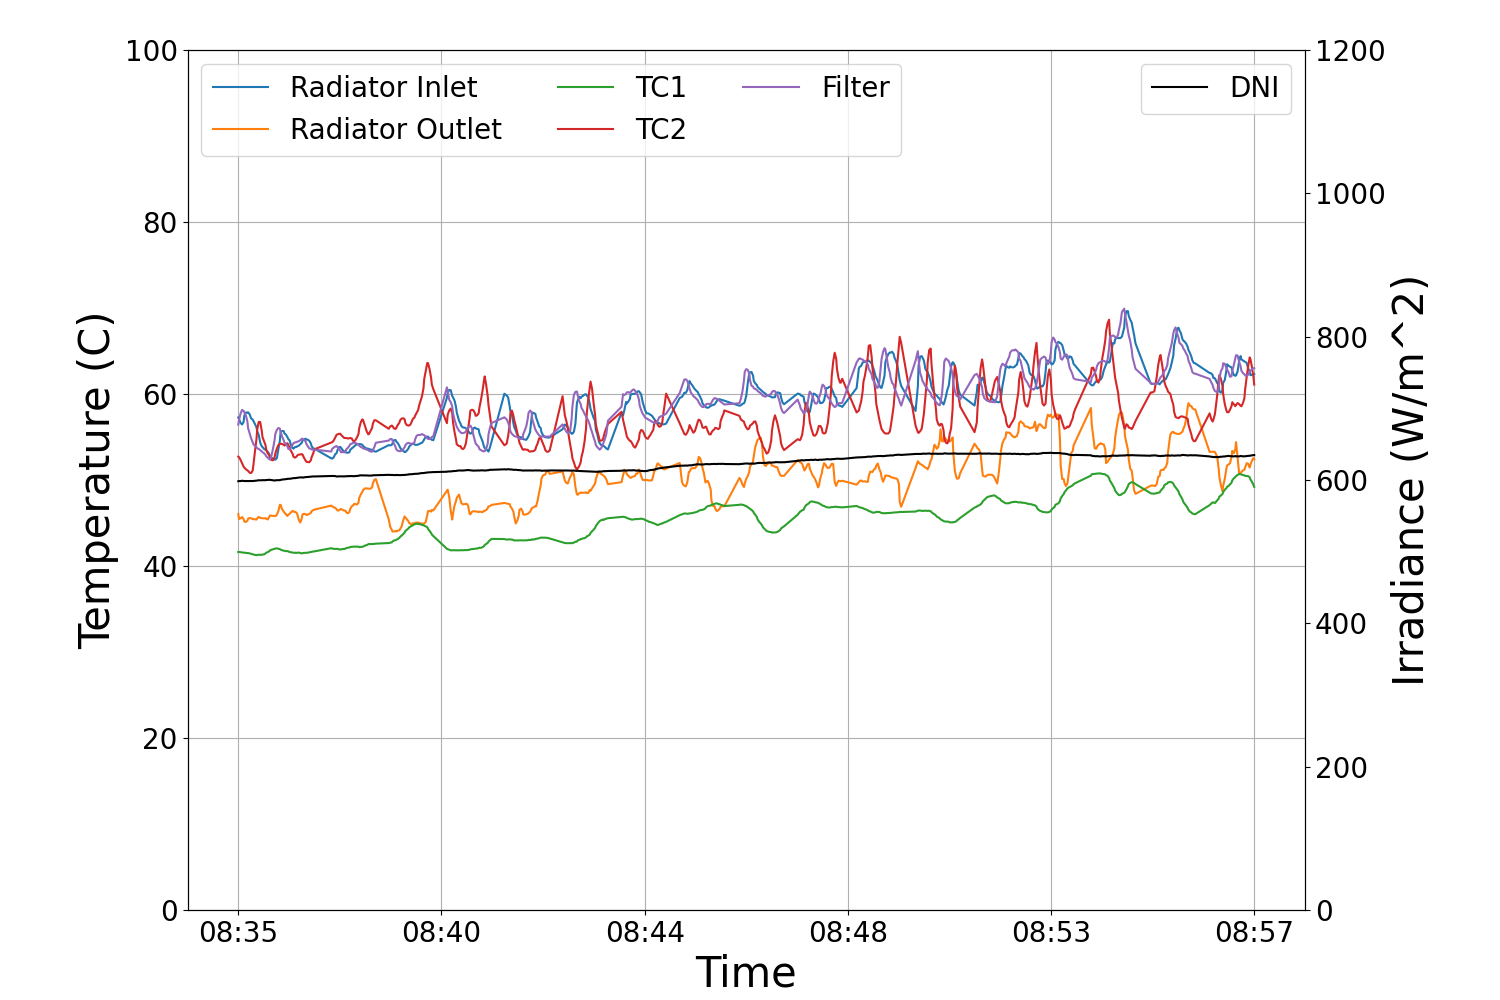 100
80
60
40
20
0
Temperature (C)
Radiator Inlet
Radiator Outlet
TC1
TC2
Filter
DNI
1200
1000
800
600
400
200
0
Irradiance (W/m^2)
08:35
08:40
08:44
08:48
08:53
08:57
Time